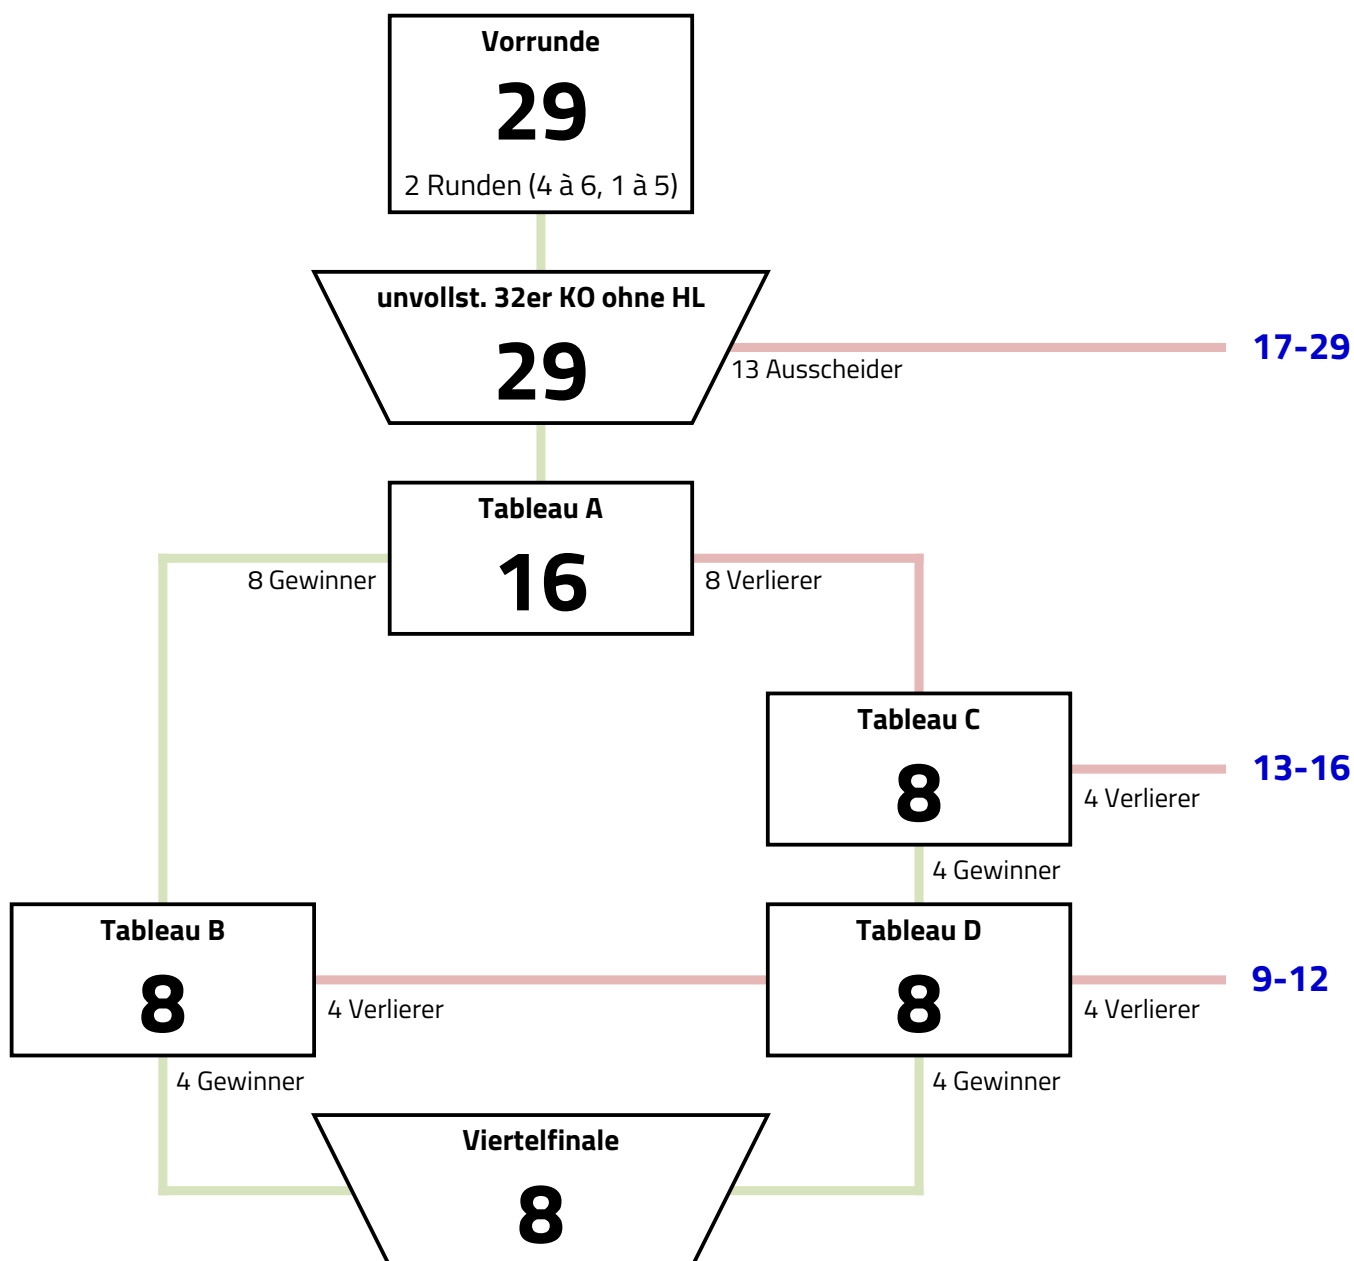 Vorrunde
29
2 Runden (4 à 6, 1 à 5)
unvollst. 32er KO ohne HL
29
13 Ausscheider
17-29
Tableau A
16
8 Gewinner
8 Verlierer
Tableau C
8
4 Verlierer
13-16
4 Gewinner
Tableau B
8
4 Verlierer
4 Gewinner
Tableau D
8
4 Verlierer
9-12
4 Gewinner
Viertelfinale
8